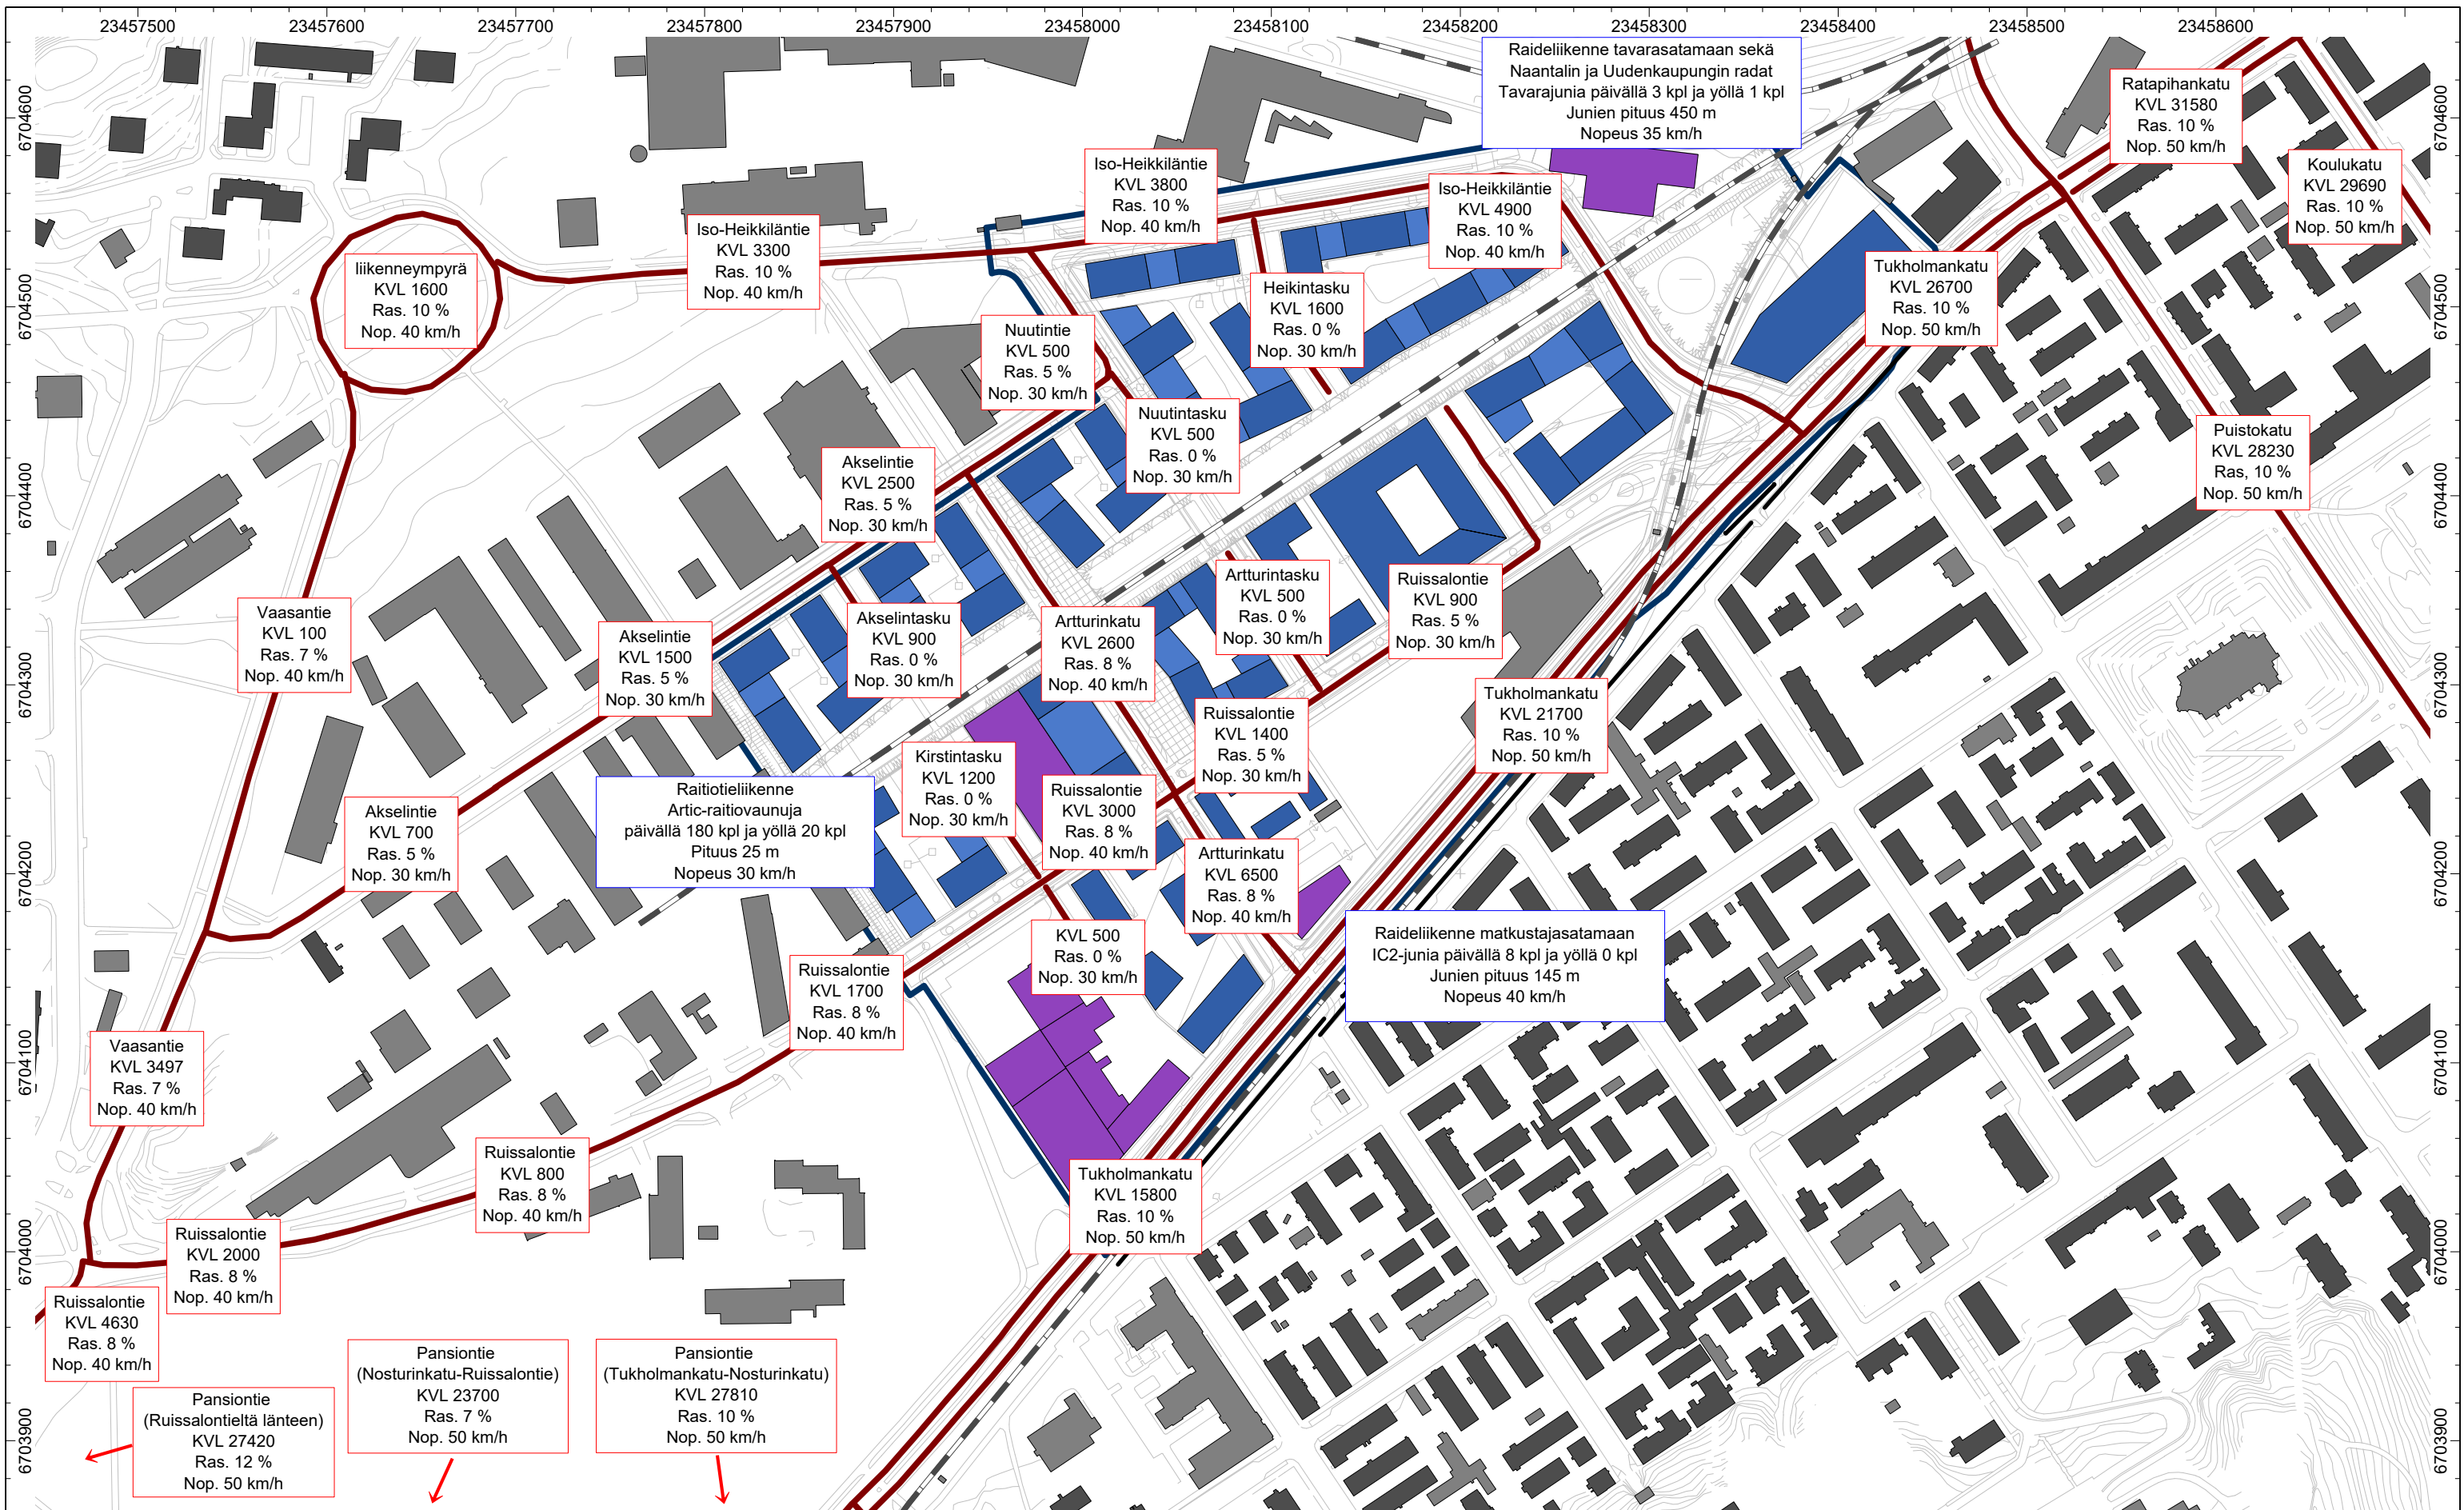 23457500
23457600
23457700
23457800
23457900
23458000
23458100
23458200
23458300
23458400
23458500
23458600
6704600
6704500
6704400
6704300
6704200
6704100
6704000
6703900
6704600
6704500
6704400
6704300
6704200
6704100
6704000
6703900
Raideliikenne tavarasatamaan sekä
Naantalin ja Uudenkaupungin radat
Tavarajunia päivällä 3 kpl ja yöllä 1 kpl
Junien pituus 450 m
Nopeus 35 km/h
Ratapihankatu
KVL 31580
Ras. 10 %
Nop. 50 km/h
Koulukatu
KVL 29690
Ras. 10 %
Nop. 50 km/h
Iso-Heikkiläntie
KVL 3800
Ras. 10 %
Nop. 40 km/h
Iso-Heikkiläntie
KVL 4900
Ras. 10 %
Nop. 40 km/h
Iso-Heikkiläntie
KVL 3300
Ras. 10 %
Nop. 40 km/h
liikenneympyrä
KVL 1600
Ras. 10 %
Nop. 40 km/h
Tukholmankatu
KVL 26700
Ras. 10 %
Nop. 50 km/h
Heikintasku
KVL 1600
Ras. 0 %
Nop. 30 km/h
Nuutintie
KVL 500
Ras. 5 %
Nop. 30 km/h
Nuutintasku
KVL 500
Ras. 0 %
Nop. 30 km/h
Puistokatu
KVL 28230
Ras, 10 %
Nop. 50 km/h
Akselintie
KVL 2500
Ras. 5 %
Nop. 30 km/h
Artturintasku
KVL 500
Ras. 0 %
Nop. 30 km/h
Ruissalontie
KVL 900
Ras. 5 %
Nop. 30 km/h
Vaasantie
KVL 100
Ras. 7 %
Nop. 40 km/h
Akselintie
KVL 1500
Ras. 5 %
Nop. 30 km/h
Akselintasku
KVL 900
Ras. 0 %
Nop. 30 km/h
Artturinkatu
KVL 2600
Ras. 8 %
Nop. 40 km/h
Tukholmankatu
KVL 21700
Ras. 10 %
Nop. 50 km/h
Ruissalontie
KVL 1400
Ras. 5 %
Nop. 30 km/h
Kirstintasku
KVL 1200
Ras. 0 %
Nop. 30 km/h
Ruissalontie
KVL 3000
Ras. 8 %
Nop. 40 km/h
Raitiotieliikenne
Artic-raitiovaunuja
päivällä 180 kpl ja yöllä 20 kpl
Pituus 25 m
Nopeus 30 km/h
Akselintie
KVL 700
Ras. 5 %
Nop. 30 km/h
Artturinkatu
KVL 6500
Ras. 8 %
Nop. 40 km/h
KVL 500
Ras. 0 %
Nop. 30 km/h
Raideliikenne matkustajasatamaan
IC2-junia päivällä 8 kpl ja yöllä 0 kpl
Junien pituus 145 m
Nopeus 40 km/h
Ruissalontie
KVL 1700
Ras. 8 %
Nop. 40 km/h
Vaasantie
KVL 3497
Ras. 7 %
Nop. 40 km/h
Ruissalontie
KVL 800
Ras. 8 %
Nop. 40 km/h
Tukholmankatu
KVL 15800
Ras. 10 %
Nop. 50 km/h
Ruissalontie
KVL 2000
Ras. 8 %
Nop. 40 km/h
Ruissalontie
KVL 4630
Ras. 8 %
Nop. 40 km/h
Pansiontie
(Nosturinkatu-Ruissalontie)
KVL 23700
Ras. 7 %
Nop. 50 km/h
Pansiontie
(Tukholmankatu-Nosturinkatu)
KVL 27810
Ras. 10 %
Nop. 50 km/h
Pansiontie
(Ruissalontieltä länteen)
KVL 27420
Ras. 12 %
Nop. 50 km/h